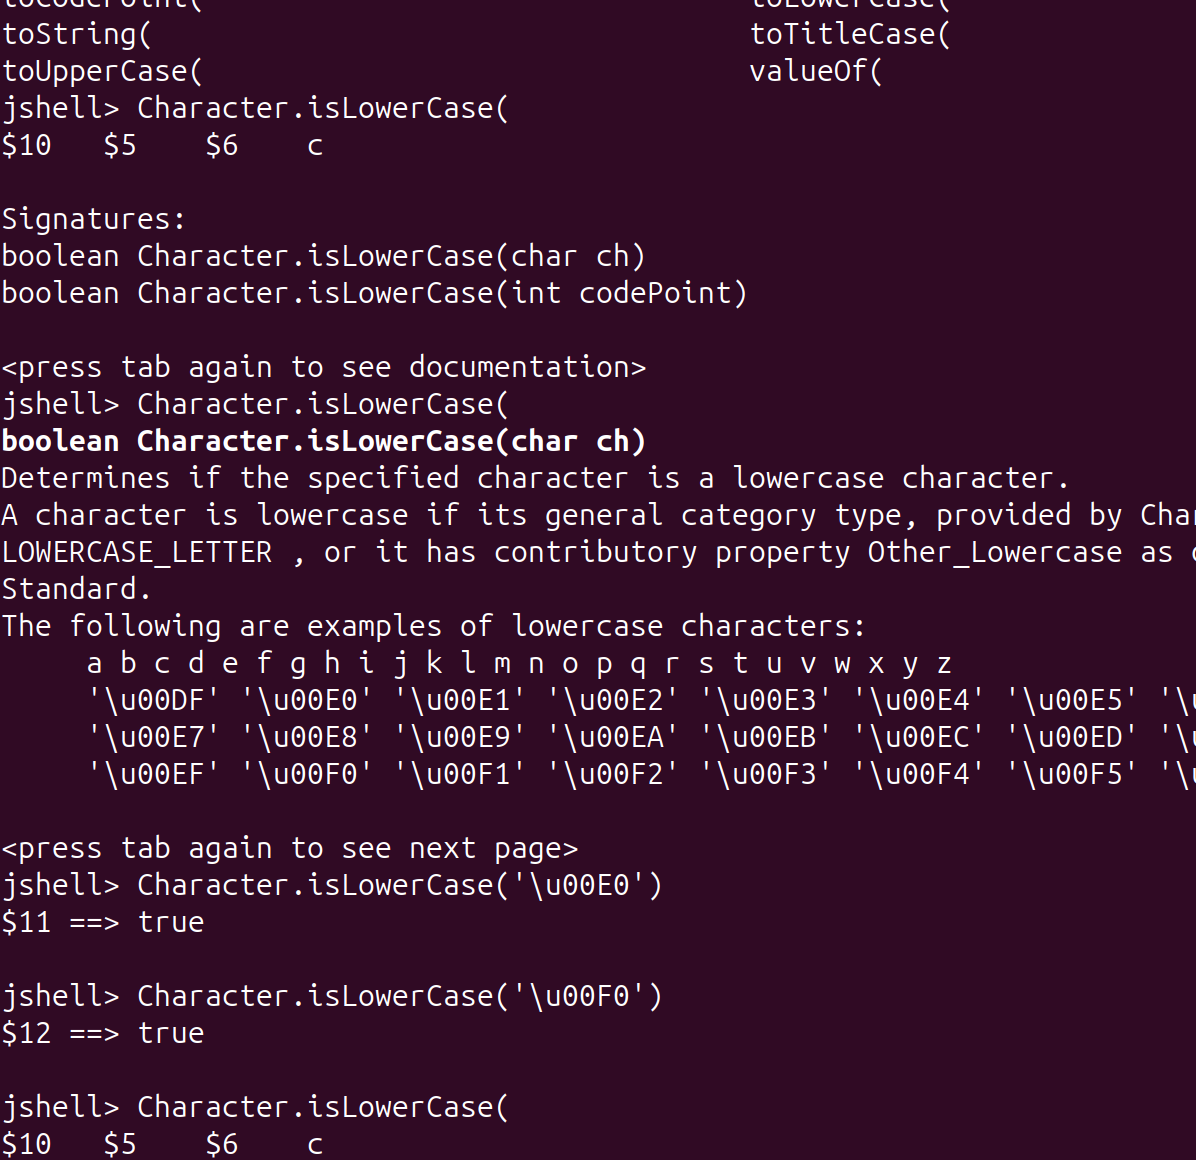 toCodePoint( toLowerCase(
toString( toTitleCase(
toUpperCase( valueOf(
jshell> Character.isLowerCase(
$10 $5 $6 c
Signatures:
boolean Character.isLowerCase(char ch)
boolean Character.isLowerCase(int codePoint)
<press tab again to see documentation>
jshell> Character.isLowerCase(
boolean Character.isLowerCase(char ch)
Determines if the specified character is a lowercase character.
A character is lowercase if its general category type, provided by
LOWERCASE_LETTER , or it has contributory property Other_Lowercase as
Standard.
The following are examples of lowercase characters:
a b c d e f g h i j k l m n o p q r s t u v w x y z
'\u00DF' '\u00E0' '\u00E1' '\u00E2' '\u00E3' '\u00E4' '\u00E5'
'\u00E7' '\u00E8' '\u00E9' '\u00EA' '\u00EB' '\u00EC' '\u00ED'
'\u00EF' '\u00F0' '\u00F1' '\u00F2' '\u00F3' '\u00F4' '\u00F5'
<press tab again to see next page>
jshell> Character.isLowerCase('\u00E0')
$11 ==> true
jshell> Character.isLowerCase('\u00F0')
$12 ==> true
jshell> Character.isLowerCase(
$10 $5 $6 c